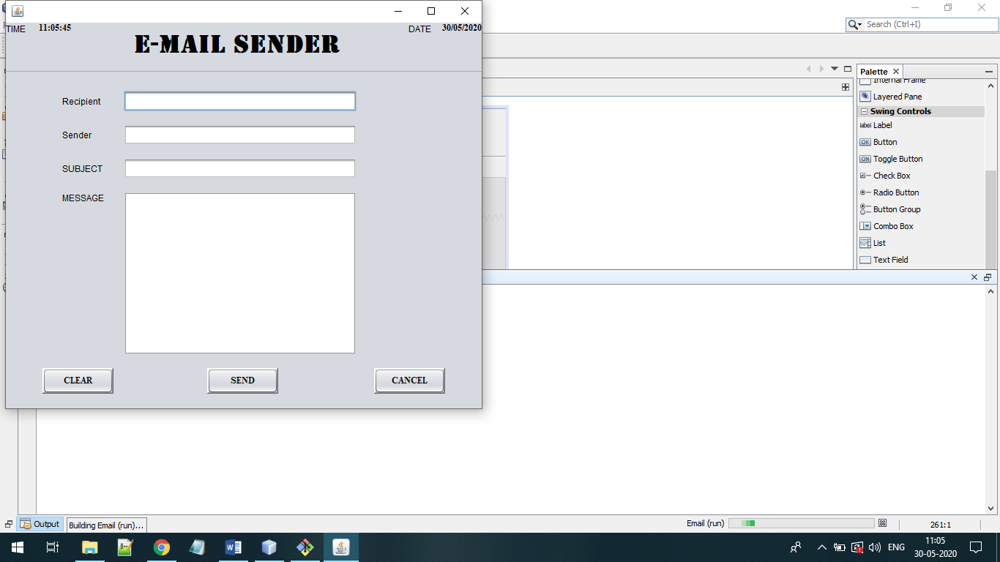 TIME 11:05:45
DATE 30/05/2020
E-MAIL SENDER
Recipient
Sender
SUBJECT
MESSAGE
CLEAR
SEND
CANCEL
Search (Ctrl+I)
Palette
Internal Frame
Layered Pane
Swing Controls
label Label
OK Button
ON Toggle Button
Check Box
Radio Button
Button Group
Combo Box
List
Text Field
Output
Building Email (run)...
Email (run)
261:1
ENG
11:05
30-05-2020